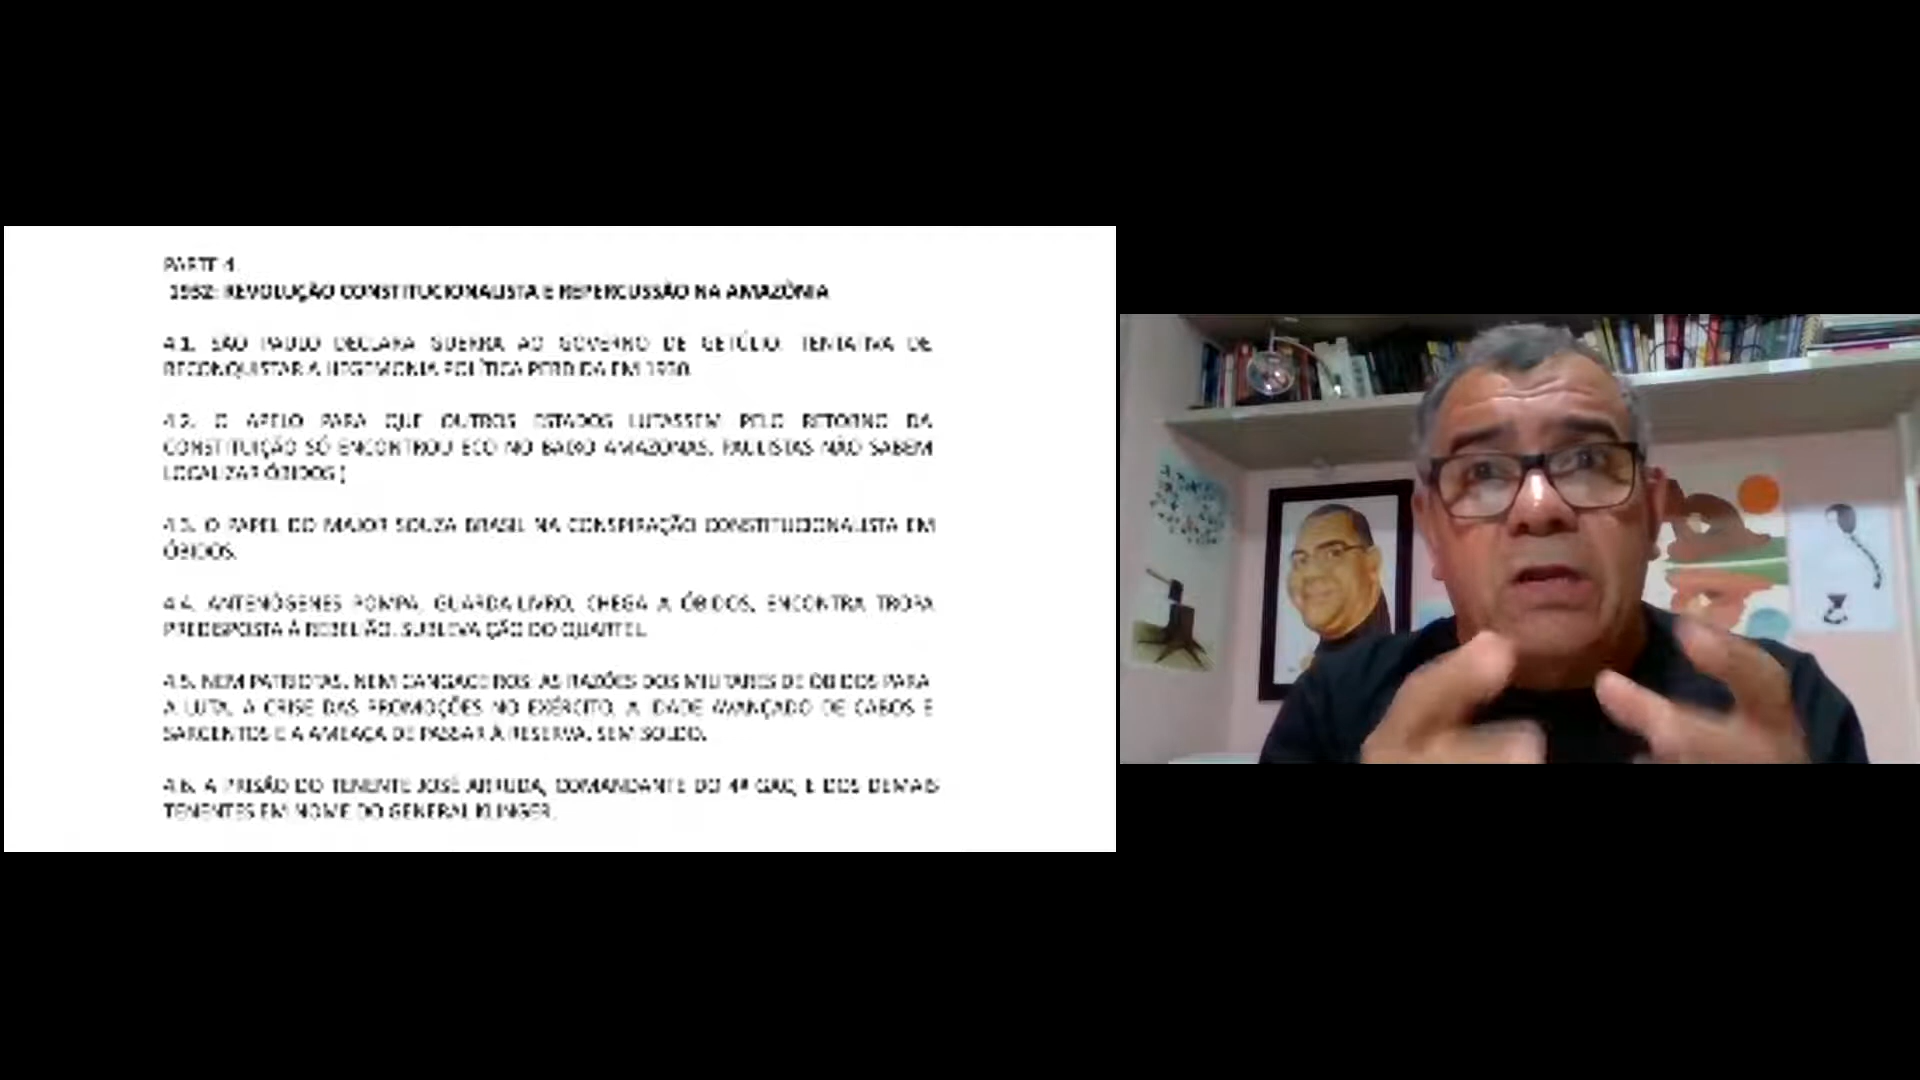 PARTE 4.
1932: REVOLUÇÃO CONSTITUCIONALISTA E REPERCUSSÃO NA AMAZÔNIA
4.1. SÃO PAULO DECLARA GUERRA AO GOVERNO DE GETÚLIO. TENTATIVA DE
RECONQUISTAR A HEGEMONIA POLÍTICA PERDIDA EM 1930.
4.2. O APELO PARA QUE OUTROS ESTADOS LUTASSEM PELO RETORNO DA
CONSTITUIÇÃO SÓ ENCONTROU ECO NO BAIXO AMAZONAS. PAULISTAS NÃO SABEM
LOCALIZAR ÓBIDOS
4.3. O PAPEL DO MAJOR SOUZA BRASIL NA CONSPIRAÇÃO CONSTITUCIONALISTA EM
ÓBIDOS.
4.4. ANTENÓGENES POMPA, GUARDA-LIVRO, CHEGA A ÓBIDOS, ENCONTRA TROPA
PREDISPOSTA À REBELIÃO. SUBLEVAÇÃO DO QUARTEL.
4.5. NEM PATRIOTAS, NEM CANGACEIROS: AS RAZÕES DOS MILITARES DE ÓBIDOS PARA
A LUTA. A CRISE DAS PROMOÇÕES NO EXÉRCITO. A IDADE AVANÇADO DE CABOS E
SARGENTOS E A AMEAÇA DE PASSAR À RESERVA, SEM SOLDO.
4.6. A PRISÃO DO TENENTE JOSÉ ARRUDA, COMANDANTE DO 4º GAC, E DOS DEMAIS
TENENTES EM NOME DO GENERAL KLINGER.